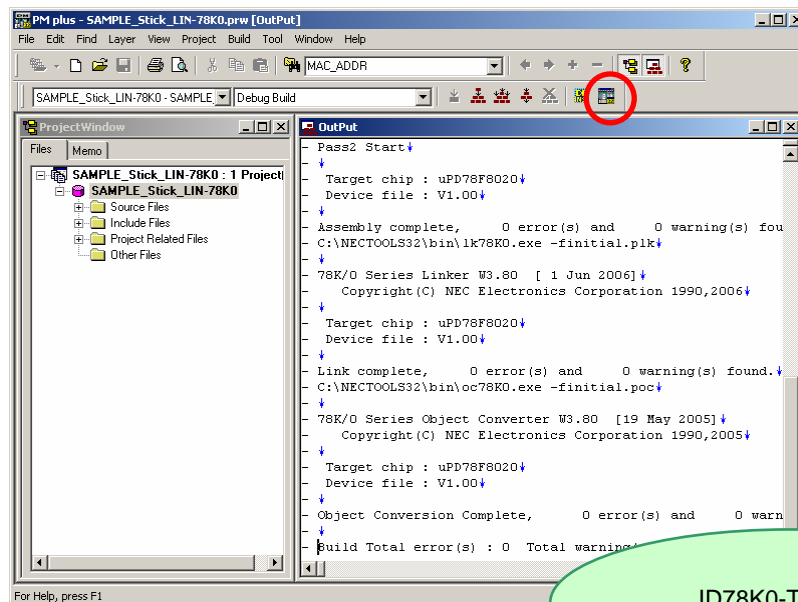 PM plus - SAMPLE_Stick_LIN-78K0.prw [OutPut]
File Edit Find Layer View Project Build Tool Window Help
MAC_ADDR
SAMPLE_Stick_LIN-78K0 - SAMPLE Debug Build
ProjectWindow
Files Memo
SAMPLE_Stick_LIN-78K0 : 1 Project
SAMPLE_Stick_LIN-78K0
Source Files
Include Files
Project Related Files
Other Files
OutPut
- Pass2 Start↓
- ↓
- Target chip : uPD78F8020↓
- Device file : V1.00↓
- ↓
- Assembly complete, 0 error(s) and 0 warning(s) fou
- C:\NECTOOLS32\bin\lk78K0.exe -finitial.plk↓
- ↓
- 78K/0 Series Linker W3.80 [ 1 Jun 2006]↓
- Copyright(C) NEC Electronics Corporation 1990,2006↓
- ↓
- Target chip : uPD78F8020↓
- Device file : V1.00↓
- ↓
- Link complete, 0 error(s) and 0 warning(s) found.↓
- C:\NECTOOLS32\bin\oc78K0.exe -finitial.poc↓
- ↓
- 78K/0 Series Object Converter W3.80 [19 May 2005]↓
- Copyright(C) NEC Electronics Corporation 1990,2005↓
- ↓
- Target chip : uPD78F8020↓
- Device file : V1.00↓
- ↓
- Object Conversion Complete, 0 error(s) and 0 warn
- ↓
- Build Total error(s) : 0 Total warning
For Help, press F1
ID78K0-T